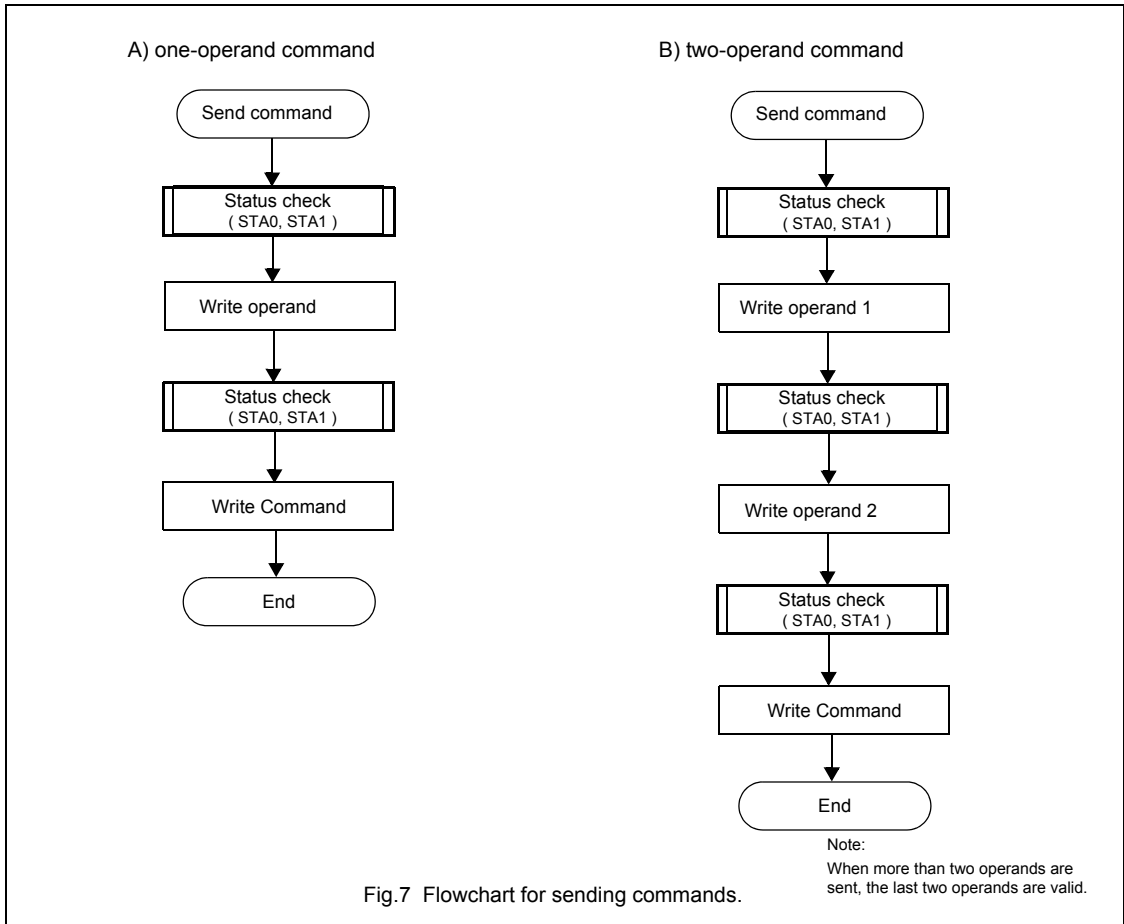 A) one-operand command
Send command
Status check
( STA0, STA1 )
Write operand
Status check
( STA0, STA1 )
Write Command
End
B) two-operand command
Send command
Status check
( STA0, STA1 )
Write operand 1
Status check
( STA0, STA1 )
Write operand 2
Status check
( STA0, STA1 )
Write Command
End
Note:
When more than two operands are
sent, the last two operands are valid.
Fig.7 Flowchart for sending commands.